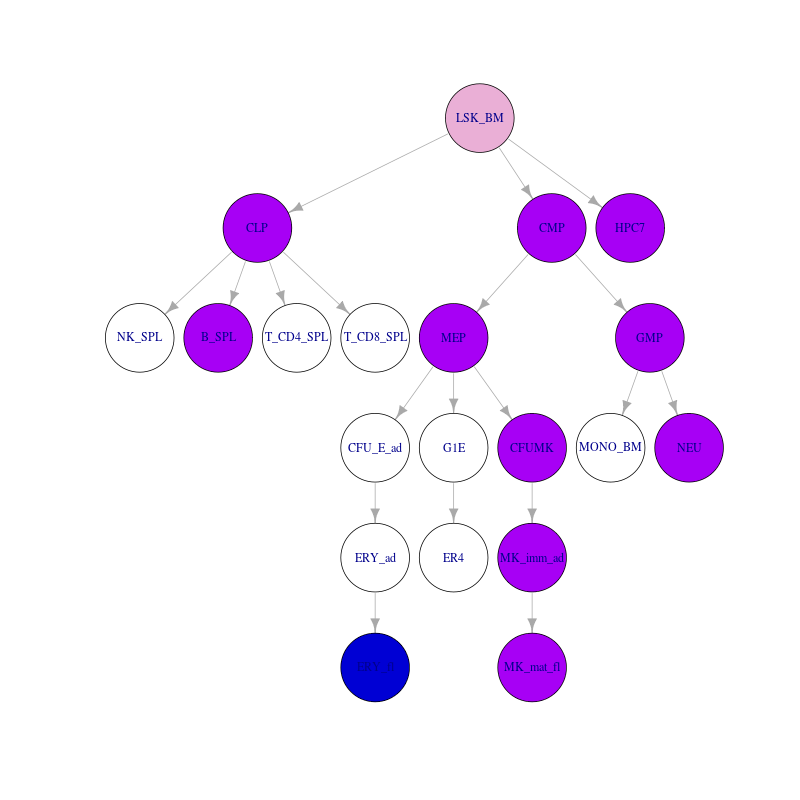 LSK_BM
CLP
CMP
HPC7
NK_SPL
B_SPL
T_CD4_SPL
T_CD8_SPL
MEP
GMP
CFU_E_ad
G1E
CFUMK
MONO_BM
NEU
ERY_ad
ER4
MK_imm_ad
ERY_fl
MK_mat_fl